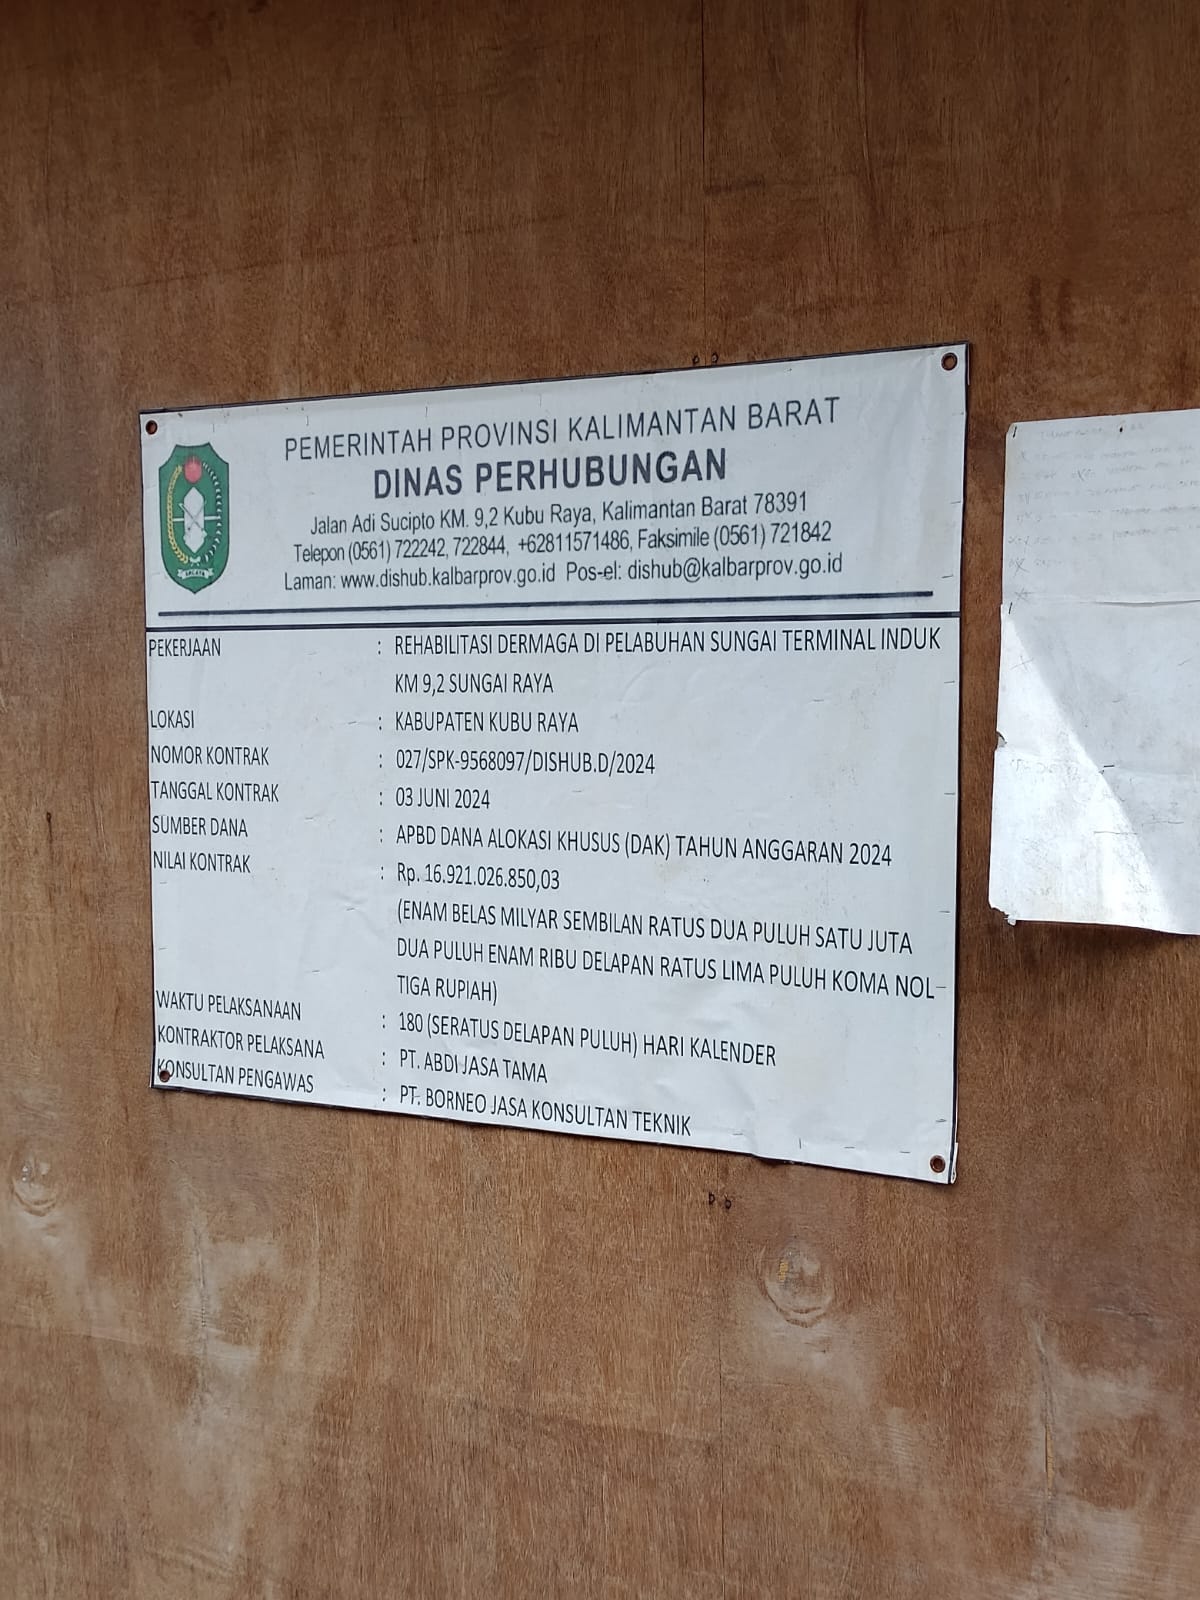 PEMERINTAH PROVINSI KALIMANTAN BARAT
DINAS PERHUBUNGAN
Jalan Adi Sucipto KM. 9,2 Kubu Raya, Kalimantan Barat 78391
Telepon (0561) 722242, 722844, +62811571486, Faksimile (0561) 721842
Laman: www.dishub.kalbarprov.go.id Pos-el: dishub@kalbarprov.go.id
PEKERJAAN : REHABILITASI DERMAGA DI PELABUHAN SUNGAI TERMINAL INDUK
KM 9,2 SUNGAI RAYA
LOKASI : KABUPATEN KUBU RAYA
NOMOR KONTRAK : 027/SPK-9568097/DISHUB.D/2024
TANGGAL KONTRAK : 03 JUNI 2024
SUMBER DANA : APBD DANA ALOKASI KHUSUS (DAK) TAHUN ANGGARAN 2024
NILAI KONTRAK : Rp. 16.921.026.850,03
(ENAM BELAS MILYAR SEMBILAN RATUS DUA PULUH SATU JUTA
DUA PULUH ENAM RIBU DELAPAN RATUS LIMA PULUH KOMA NOL
TIGA RUPIAH)
WAKTU PELAKSANAAN : 180 (SERATUS DELAPAN PULUH) HARI KALENDER
KONTRAKTOR PELAKSANA : PT. ABDI JASA TAMA
KONSULTAN PENGAWAS : PT. BORNEO JASA KONSULTAN TEKNIK